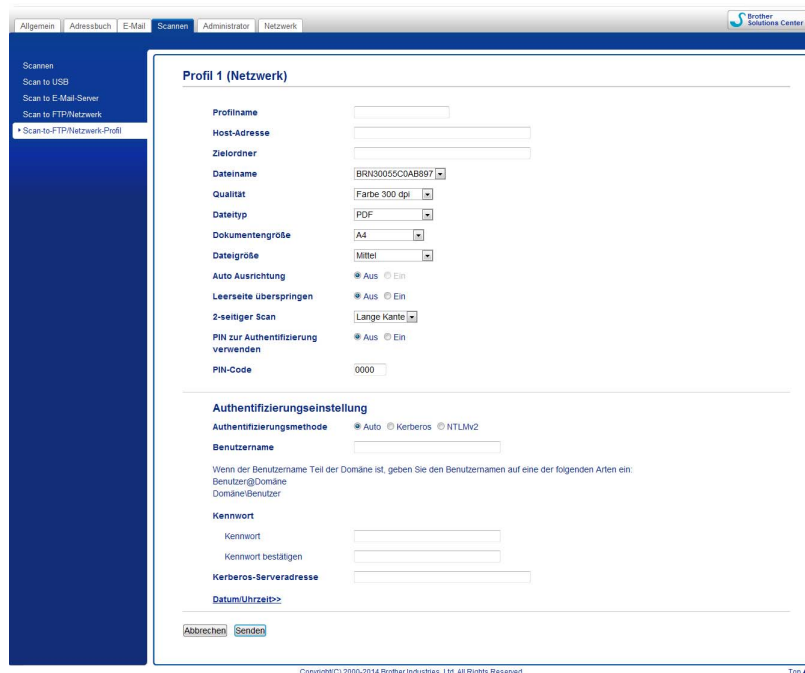 Allgemein Adressbuch E-Mail Scannen Administrator Netzwerk
Brother Solutions Center
Scannen
Scan to USB
Scan to E-Mail-Server
Scan to FTP/Netzwerk
Scan-to-FTP/Netzwerk-Profil
Profil 1 (Netzwerk)
Profilname
Host-Adresse
Zielordner
Dateiname BRN30055C0AB897
Qualität Farbe 300 dpi
Dateityp PDF
Dokumentengröße A4
Dateigröße Mittel
Auto Ausrichtung Aus Ein
Leerseite überspringen Aus Ein
2-seitiger Scan Lange Kante
PIN zur Authentifizierung verwenden Aus Ein
PIN-Code 0000
Authentifizierungseinstellung
Authentifizierungsmethode Auto Kerberos NTLMv2
Benutzername
Wenn der Benutzername Teil der Domäne ist, geben Sie den Benutzernamen auf eine der folgenden Arten ein:
Benutzer@Domäne
Domäne\Benutzer
Kennwort
Kennwort
Kennwort bestätigen
Kerberos-Serveradresse
Datum/Uhrzeit>>
Abbrechen Senden
Copyright(C) 2000-2014 Brother Industries, Ltd. All Rights Reserved.
Top